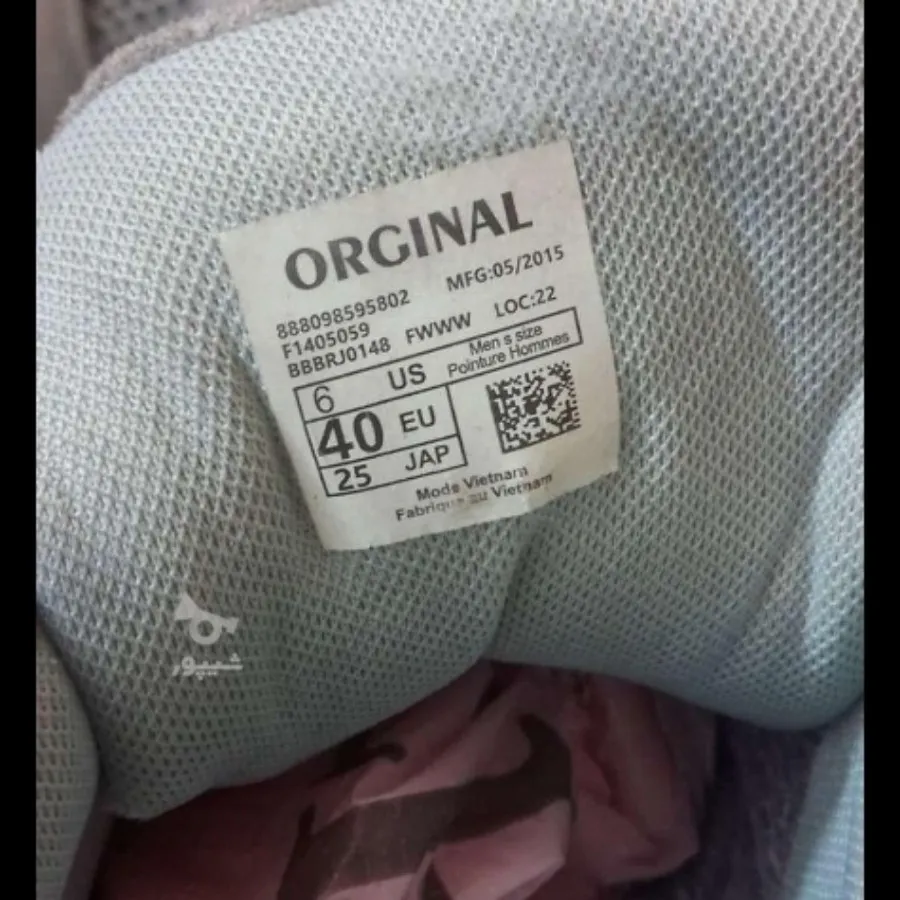 ORGINAL
888098595802 MFG:05/2015
F1405059
BBBRJ0148 FWWW LOC:22
6 US Men s size
Pointure Hommes
40 EU
25 JAP
Mode Vietnam
Fabrique au Vietnam
شیپور